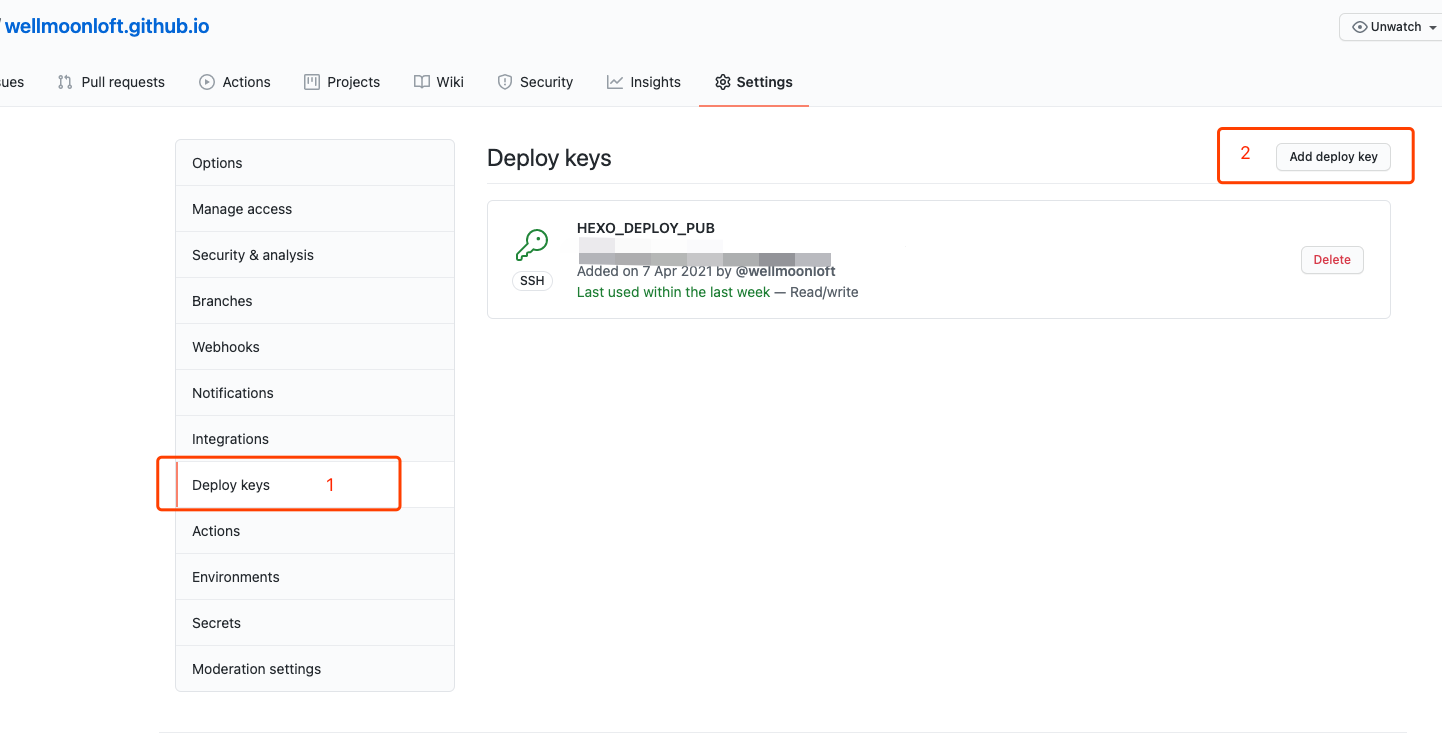 wellmoonloft.github.io
Unwatch
ues
Pull requests
Actions
Projects
Wiki
Security
Insights
Settings
Options
Manage access
Security & analysis
Branches
Webhooks
Notifications
Integrations
Deploy keys 1
Actions
Environments
Secrets
Moderation settings
Deploy keys
2 Add deploy key
HEXO_DEPLOY_PUB
SSH
Added on 7 Apr 2021 by @wellmoonloft
Last used within the last week — Read/write
Delete